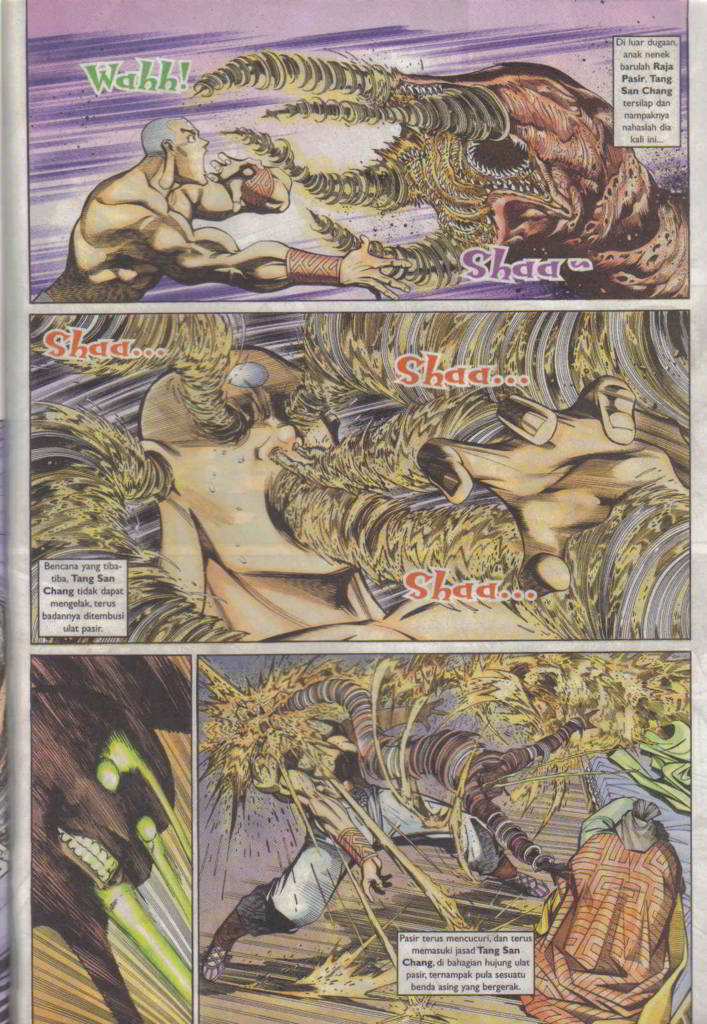 Wahh!
Di luar dugaan,
anak nenek
barulah Raja
Pasir, Tang
San Chang
tersilap dan
nampaknya
nahaslah dia
kali ini...
Shaa~
Shaa...
Shaa...
Shaa...
Bencana yang tiba-
tiba, Tang San
Chang tidak dapat
mengelak, terus
badannya ditembusi
ulat pasir.
Pasir terus mencucuri, dan terus
memasuki jasad Tang San
Chang, di bahagian hujung ulat
pasir, ternampak pula sesuatu
benda asing yang bergerak.